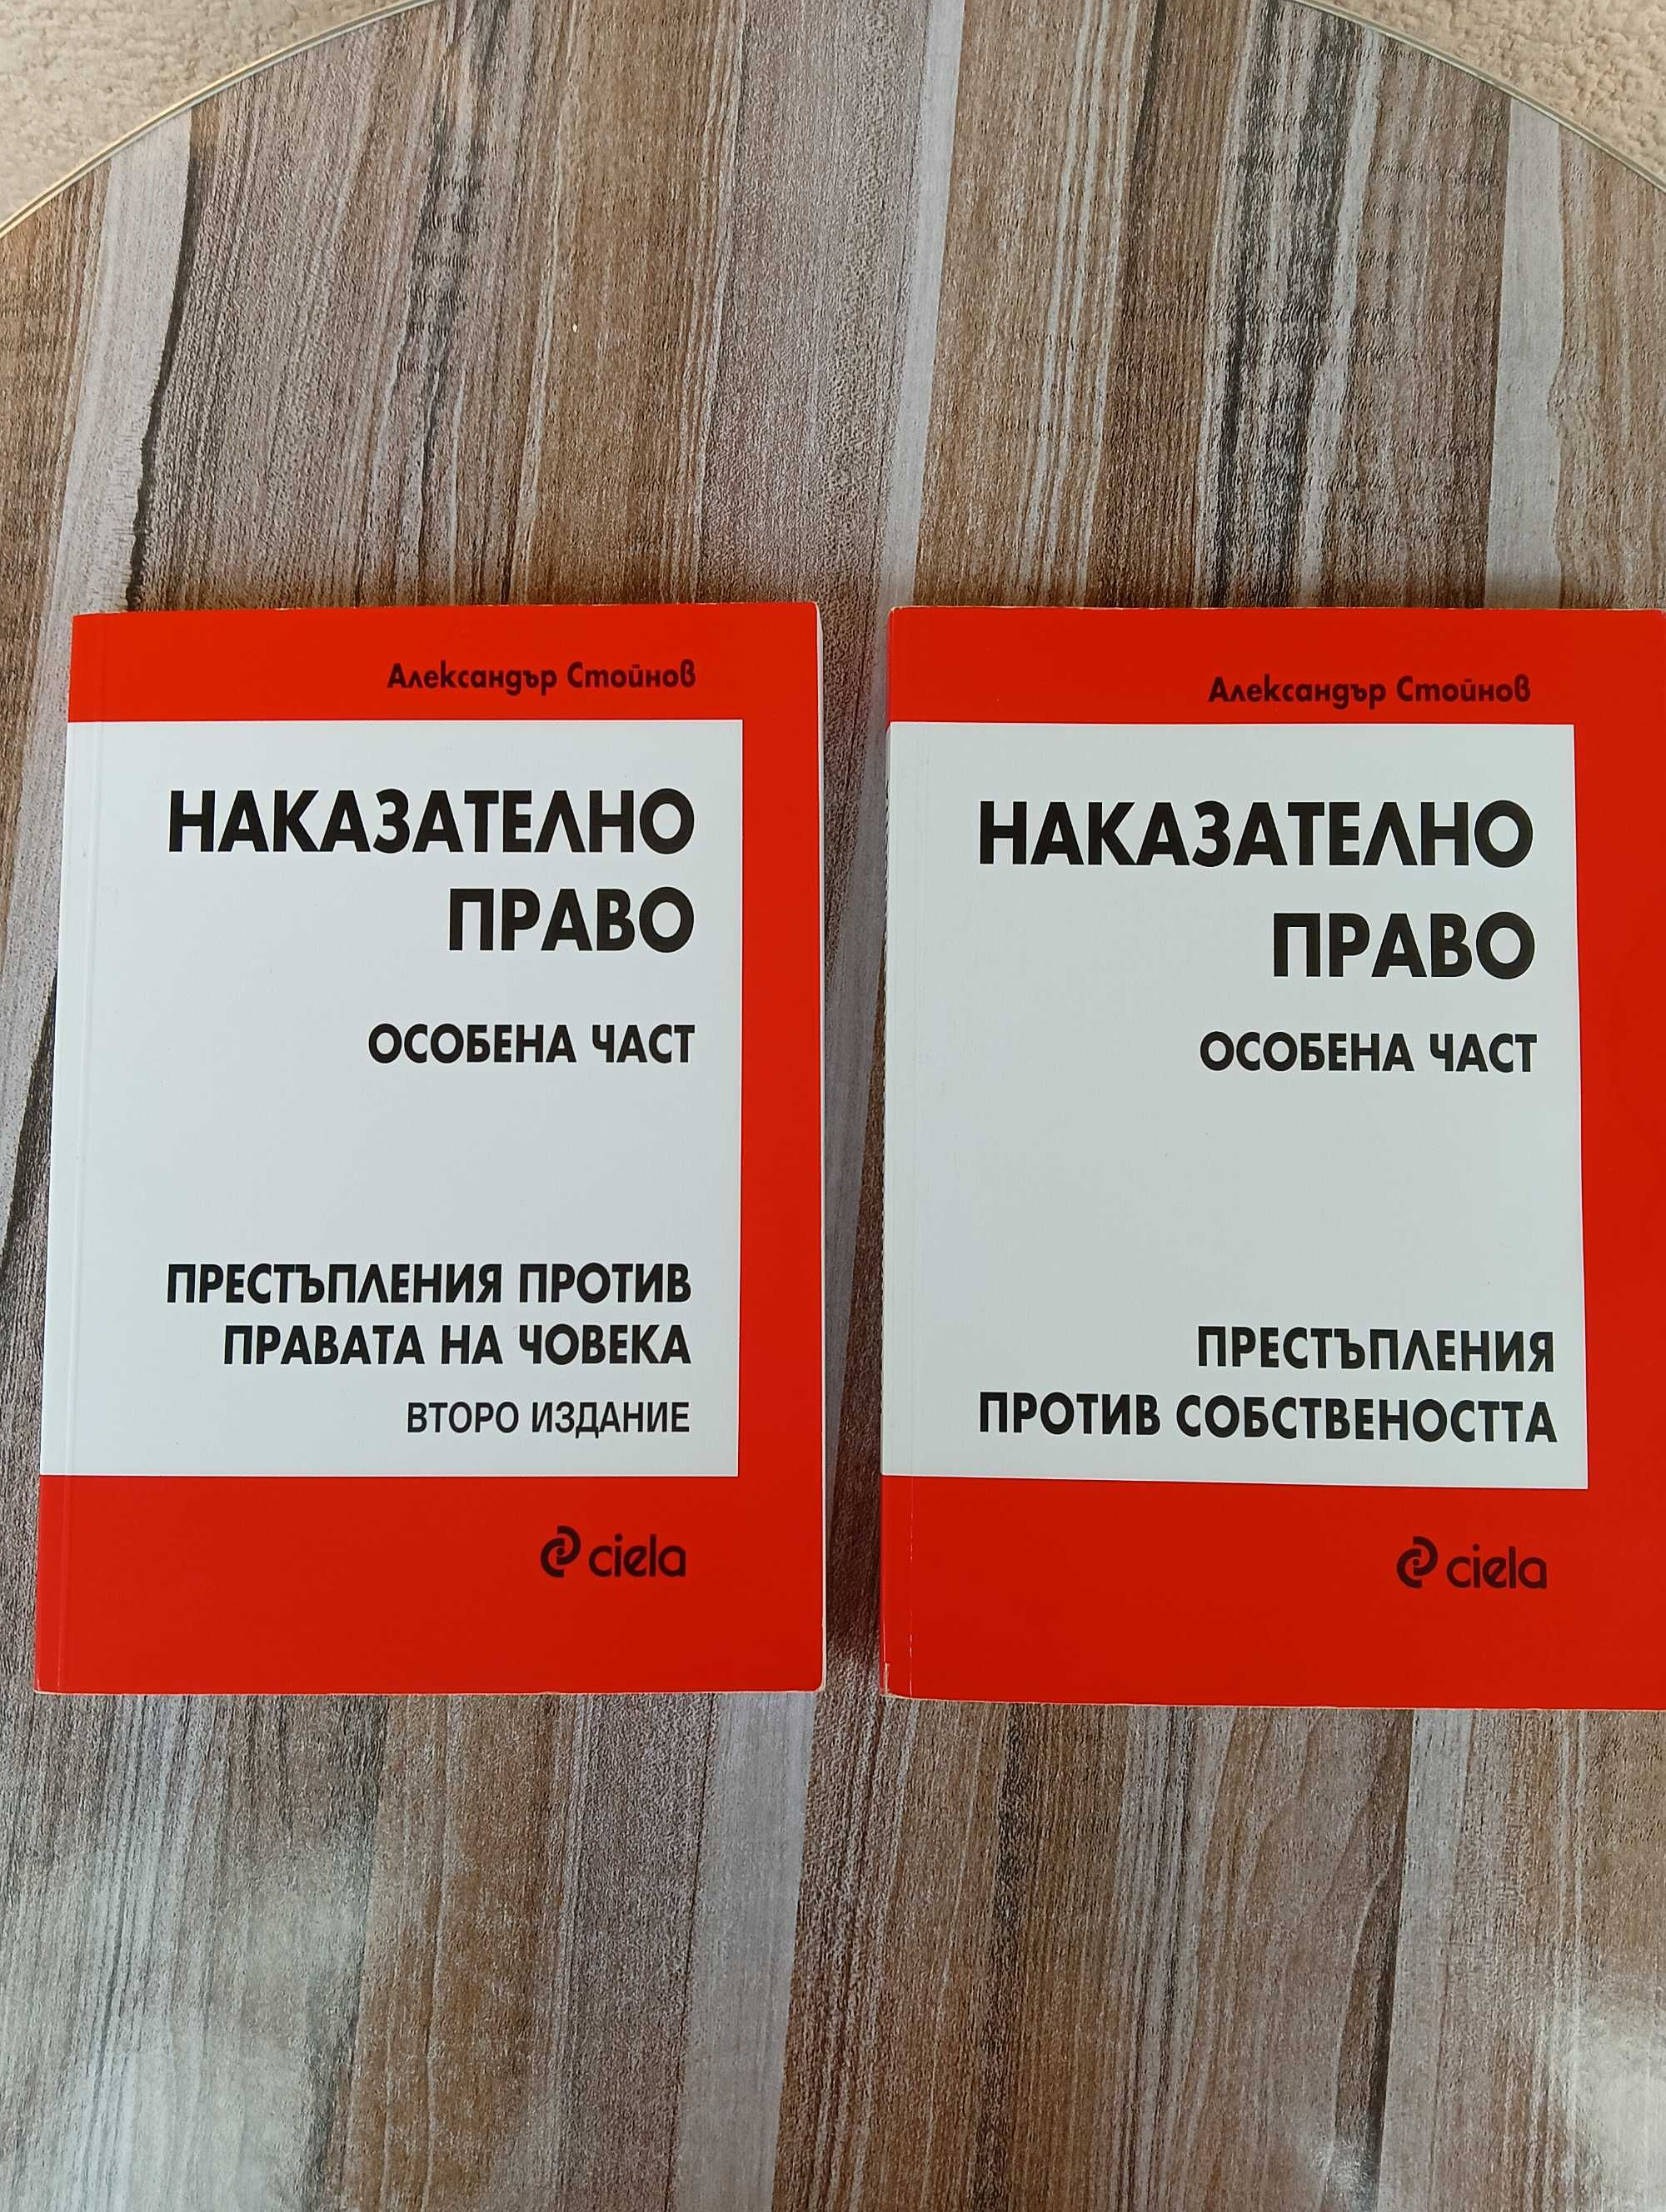 Александър Стойнов
НАКАЗАТЕЛНО
ПРАВО
ОСОБЕНА ЧАСТ
ПРЕСТЪПЛЕНИЯ ПРОТИВ
ПРАВАТА НА ЧОВЕКА
ВТОРО ИЗДАНИЕ
ciela
Александър Стойнов
НАКАЗАТЕЛНО
ПРАВО
ОСОБЕНА ЧАСТ
ПРЕСТЪПЛЕНИЯ
ПРОТИВ СОБСТВЕНОСТТА
ciela